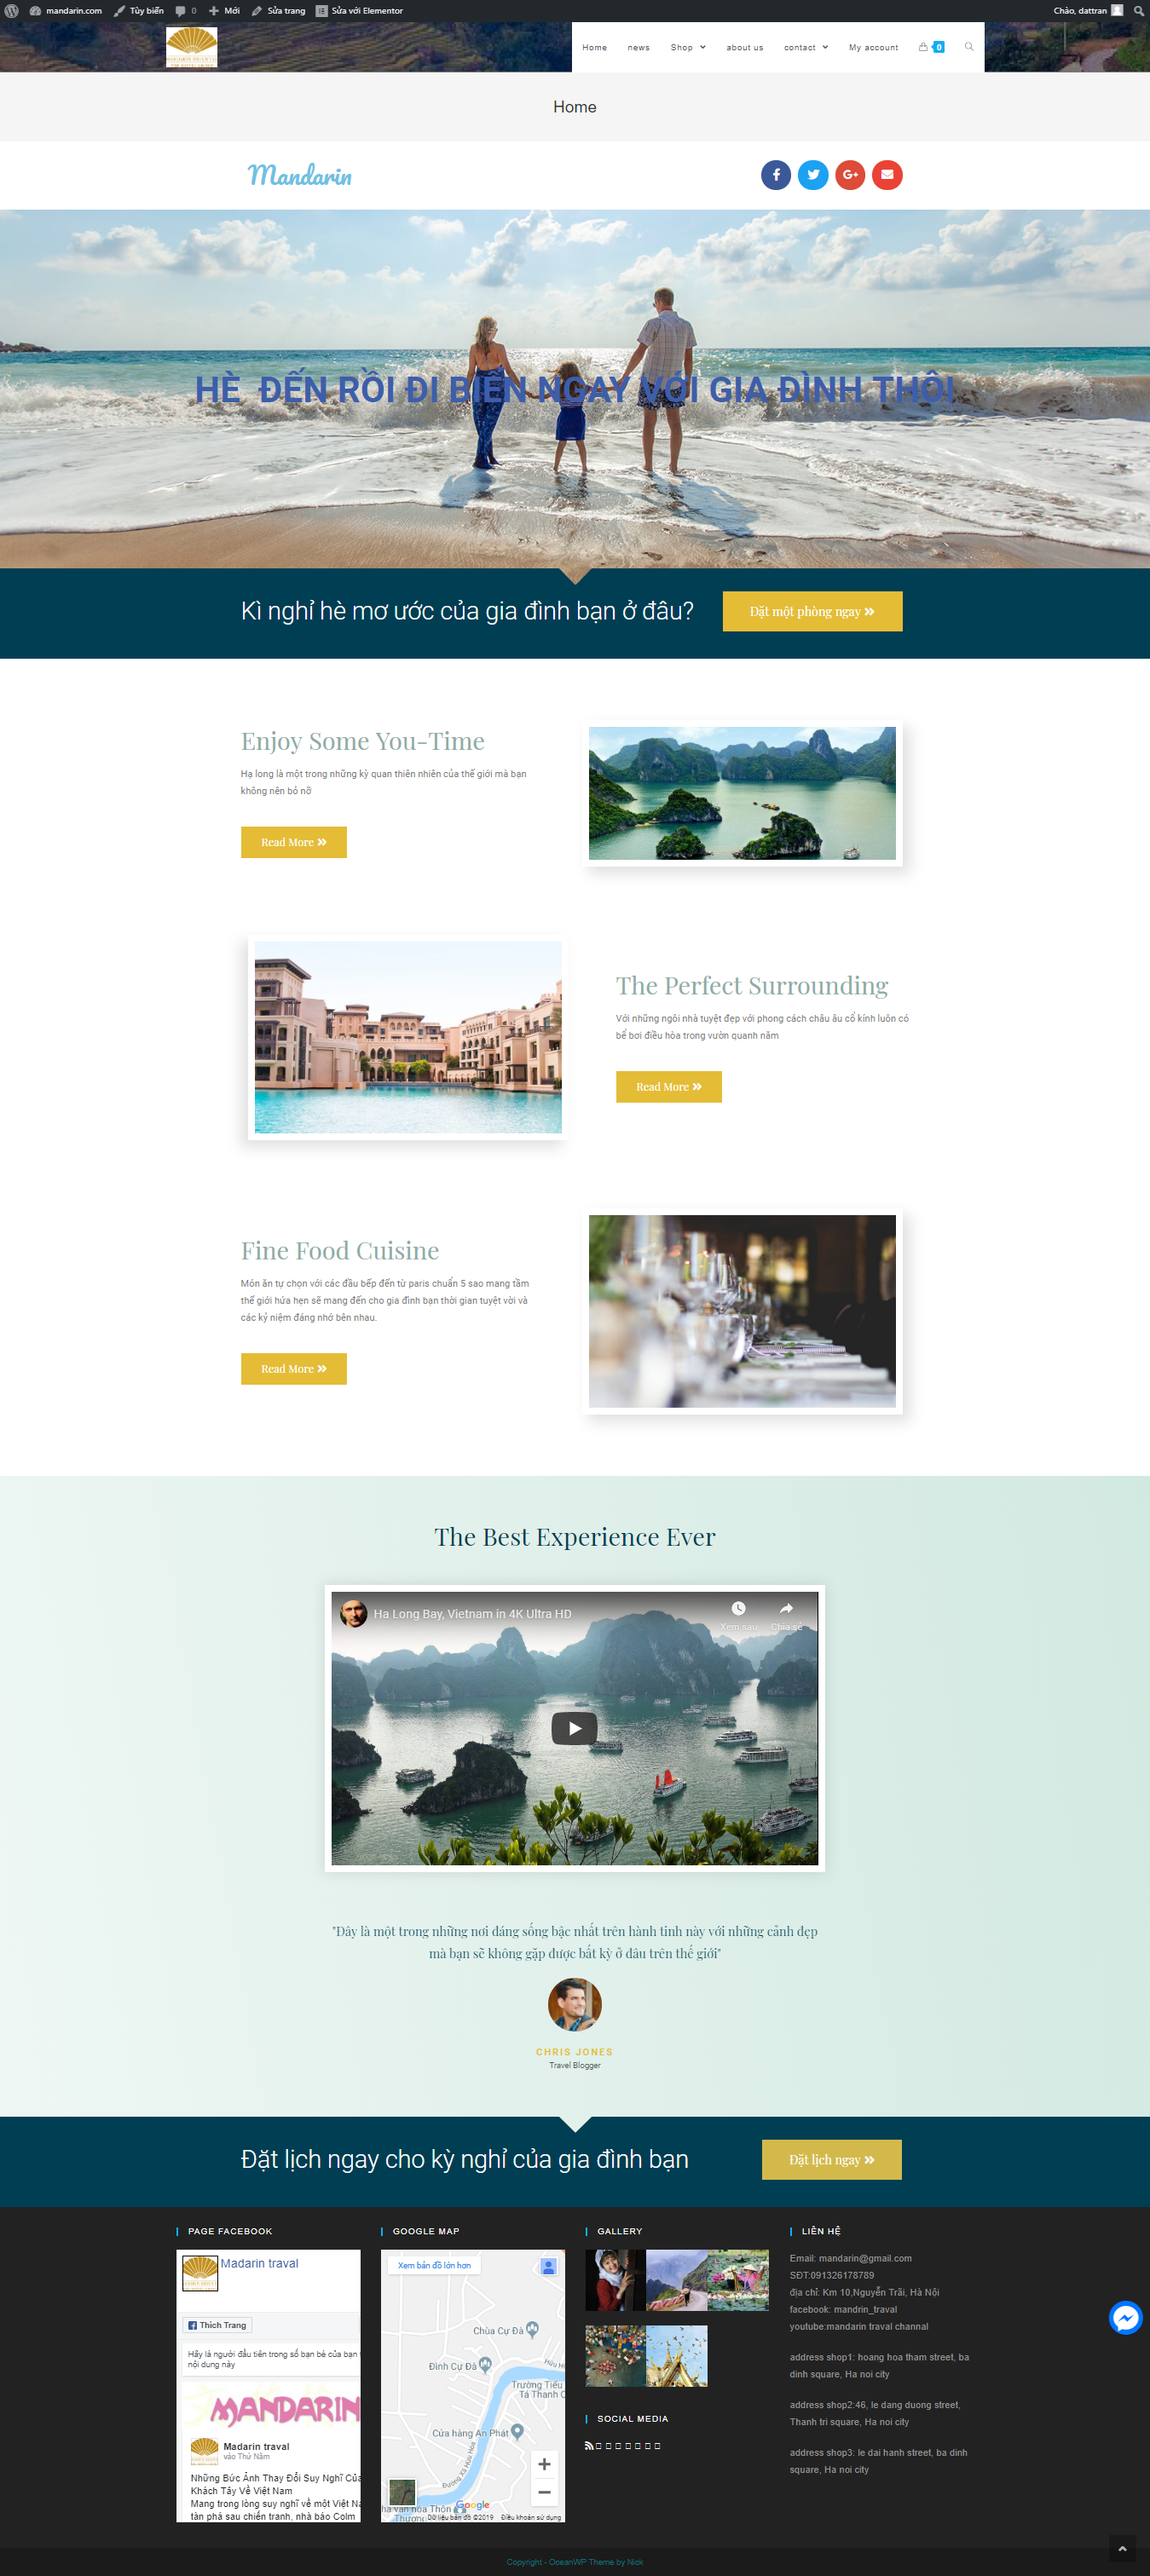 mandarin.com Tùy biến 0 Mới Sửa trang Sửa với Elementor Chào, dattran
Home news Shop about us contact My account 0
Home
Mandarin
HÈ ĐẾN RỒI ĐI BIEN NGAY VỚI GIA ĐÌNH THÔI
Kì nghỉ hè mơ ước của gia đình bạn ở đâu?
Đặt một phòng ngay
Enjoy Some You-Time
Hạ long là một trong những kỳ quan thiên nhiên của thế giới mà bạn
không nên bỏ nỡ
Read More
The Perfect Surrounding
Với những ngôi nhà tuyệt đẹp với phong cách châu âu cổ kính luôn có
bể bơi điều hòa trong vườn quanh năm
Read More
Fine Food Cuisine
Món ăn tự chọn với các đầu bếp đến từ paris chuẩn 5 sao mang tầm
thế giới hứa hẹn sẽ mang đến cho gia đình bạn thời gian tuyệt vời và
các kỷ niệm đáng nhớ bên nhau.
Read More
The Best Experience Ever
Ha Long Bay, Vietnam in 4K Ultra HD
Xem sau Chia sẻ
"Đây là một trong những nơi đáng sống bậc nhất trên hành tinh này với những cảnh đẹp
mà bạn sẽ không gặp được bất kỳ ở đâu trên thế giới"
CHRIS JONES
Travel Blogger
Đặt lịch ngay cho kỳ nghỉ của gia đình bạn
Đặt lịch ngay
PAGE FACEBOOK
Madarin traval
Thích Trang
Hãy là người đầu tiên trong số bạn bè của bạn t
nội dung này
MANDARIN
Madarin traval
vào Thứ Năm
Những Bức Ảnh Thay Đổi Suy Nghĩ Của
Khách Tây Về Việt Nam
Mang trong lòng suy nghĩ về một Việt Na
tàn phá sau chiến tranh, nhà báo Colm
GOOGLE MAP
Xem bản đồ lớn hơn
Chùa Cự Đà
Đình Cự Đà
Hữu H
Trường Tiểu
Tả Thanh O
Cửa hàng An Phát
Đường Xã Hữu Hòa
Google
hà văn hóa Thôn
Thượng
Dữ liệu bản đồ ©2019 Điều khoản sử dụng
GALLERY
SOCIAL MEDIA
LIÊN HỆ
Email: mandarin@gmail.com
SĐT:091326178789
địa chỉ: Km 10,Nguyễn Trãi, Hà Nội
facebook: mandrin_traval
youtube:mandarin traval channal
address shop1: hoang hoa tham street, ba
dinh square, Ha noi city
address shop2:46, le dang duong street,
Thanh tri square, Ha noi city
address shop3: le dai hanh street, ba dinh
square, Ha noi city
Copyright - OceanWP Theme by Nick